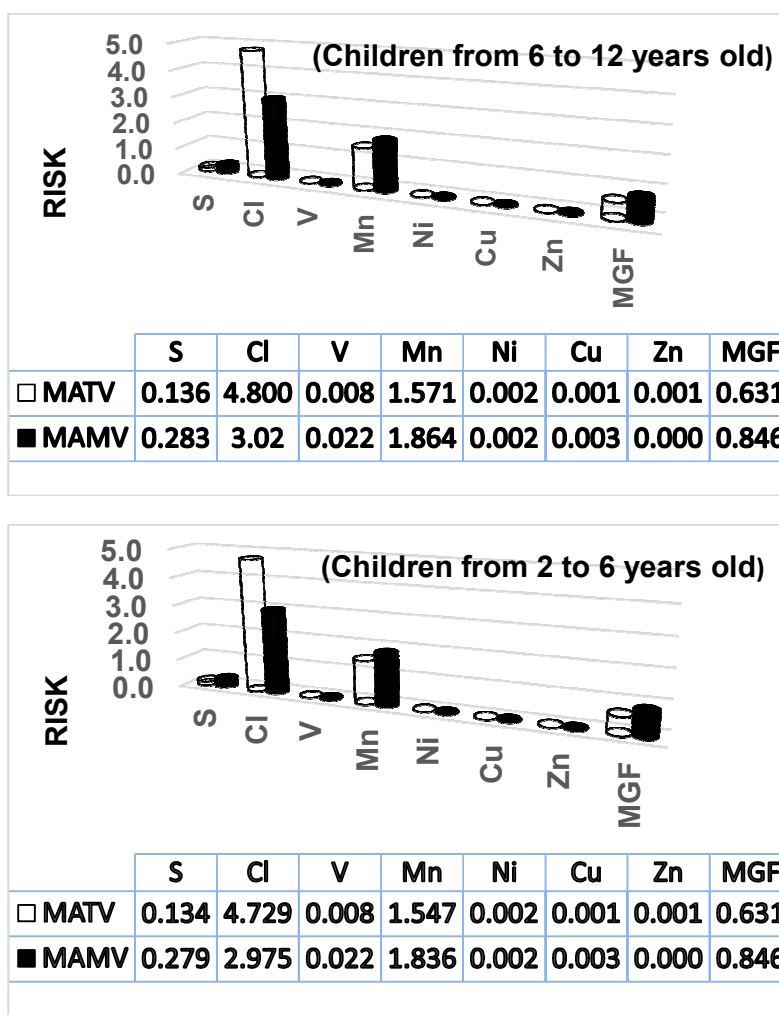 (Children from 6 to 12 years old)
5.0
4.0
3.0
2.0
1.0
0.0
RISK
S Cl V Mn Ni Cu Zn MGF
S Cl V Mn Ni Cu Zn MGF
□ MATV 0.136 4.800 0.008 1.571 0.002 0.001 0.001 0.631
■ MAMV 0.283 3.02 0.022 1.864 0.002 0.003 0.000 0.846
(Children from 2 to 6 years old)
5.0
4.0
3.0
2.0
1.0
0.0
RISK
S Cl V Mn Ni Cu Zn MGF
S Cl V Mn Ni Cu Zn MGF
□ MATV 0.134 4.729 0.008 1.547 0.002 0.001 0.001 0.631
■ MAMV 0.279 2.975 0.022 1.836 0.002 0.003 0.000 0.846